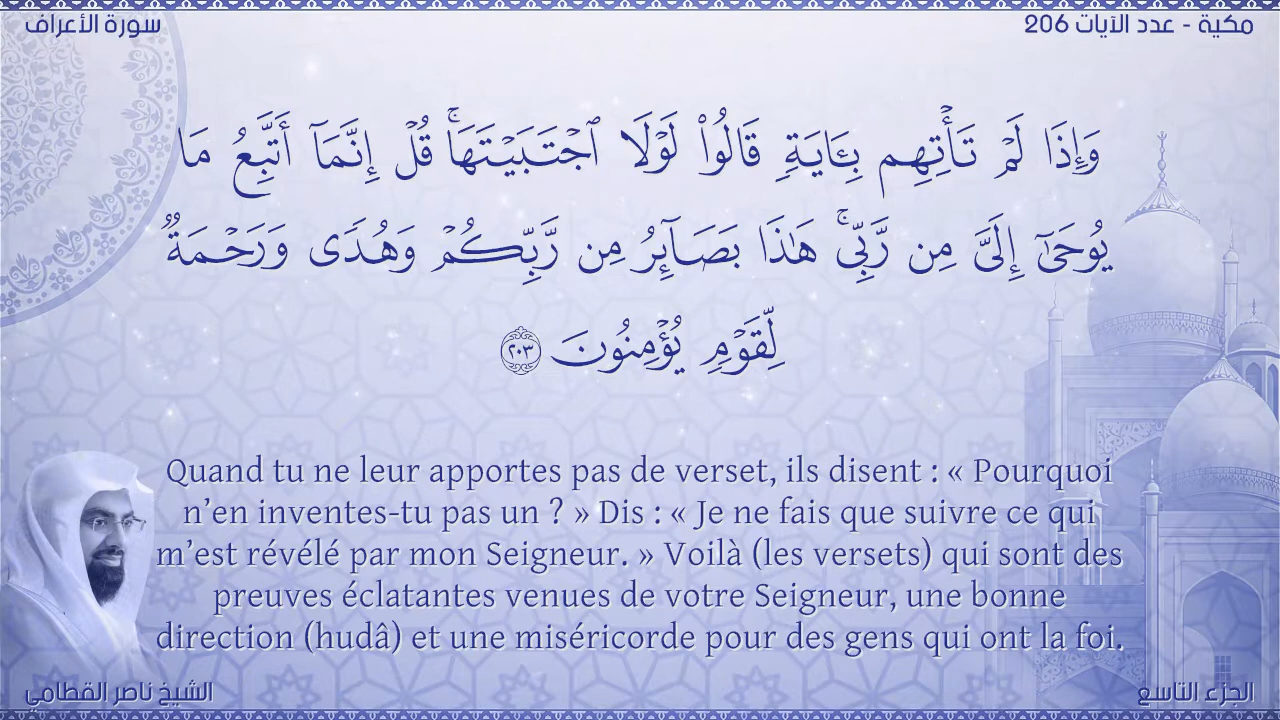 مكية - عدد الآيات 206
سورة الأعراف
وَإِذَا لَمْ تَأْتِهِم بِـَٔايَةٍ قَالُوا۟ لَوْلَا ٱجْتَبَيْتَهَا ۚ قُلْ إِنَّمَآ أَتَّبِعُ مَا
يُوحَىٰٓ إِلَىَّ مِن رَّبِّى ۚ هَـٰذَا بَصَآئِرُ مِن رَّبِّكُمْ وَهُدًى وَرَحْمَةٌ
لِّقَوْمٍ يُؤْمِنُونَ ٢٠٣
Quand tu ne leur apportes pas de verset, ils disent : « Pourquoi
n’en inventes-tu pas un ? » Dis : « Je ne fais que suivre ce qui
m’est révélé par mon Seigneur. » Voilà (les versets) qui sont des
preuves éclatantes venues de votre Seigneur, une bonne
direction (hudâ) et une miséricorde pour des gens qui ont la foi.
الجزء التاسع
الشيخ ناصر القطامي